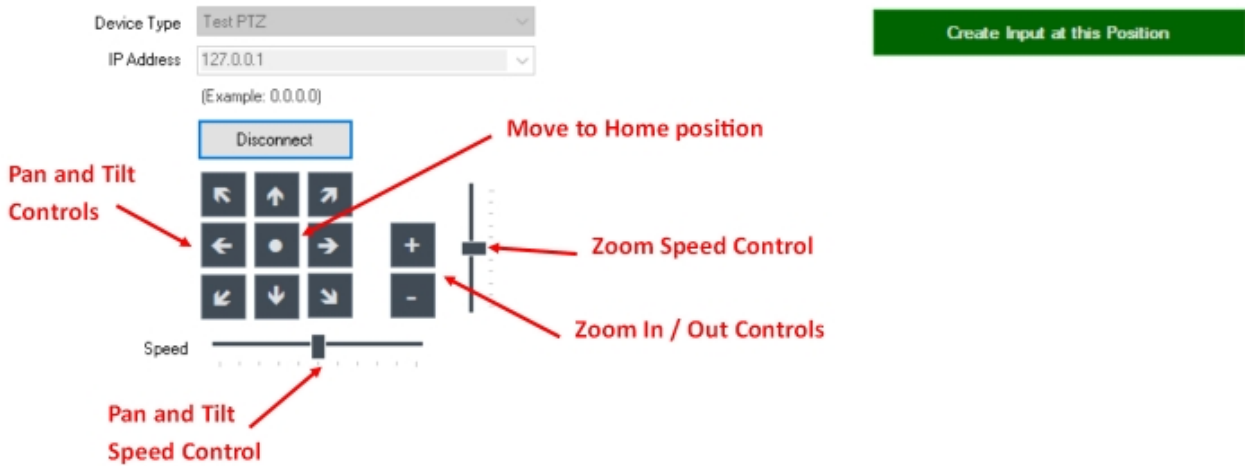 Device Type Test PTZ
Create Input at this Position
IP Address 127.0.0.1
(Example: 0.0.0.0)
Disconnect
Move to Home position
Pan and Tilt
Controls
+
Zoom Speed Control
-
Zoom In / Out Controls
Speed
Pan and Tilt
Speed Control